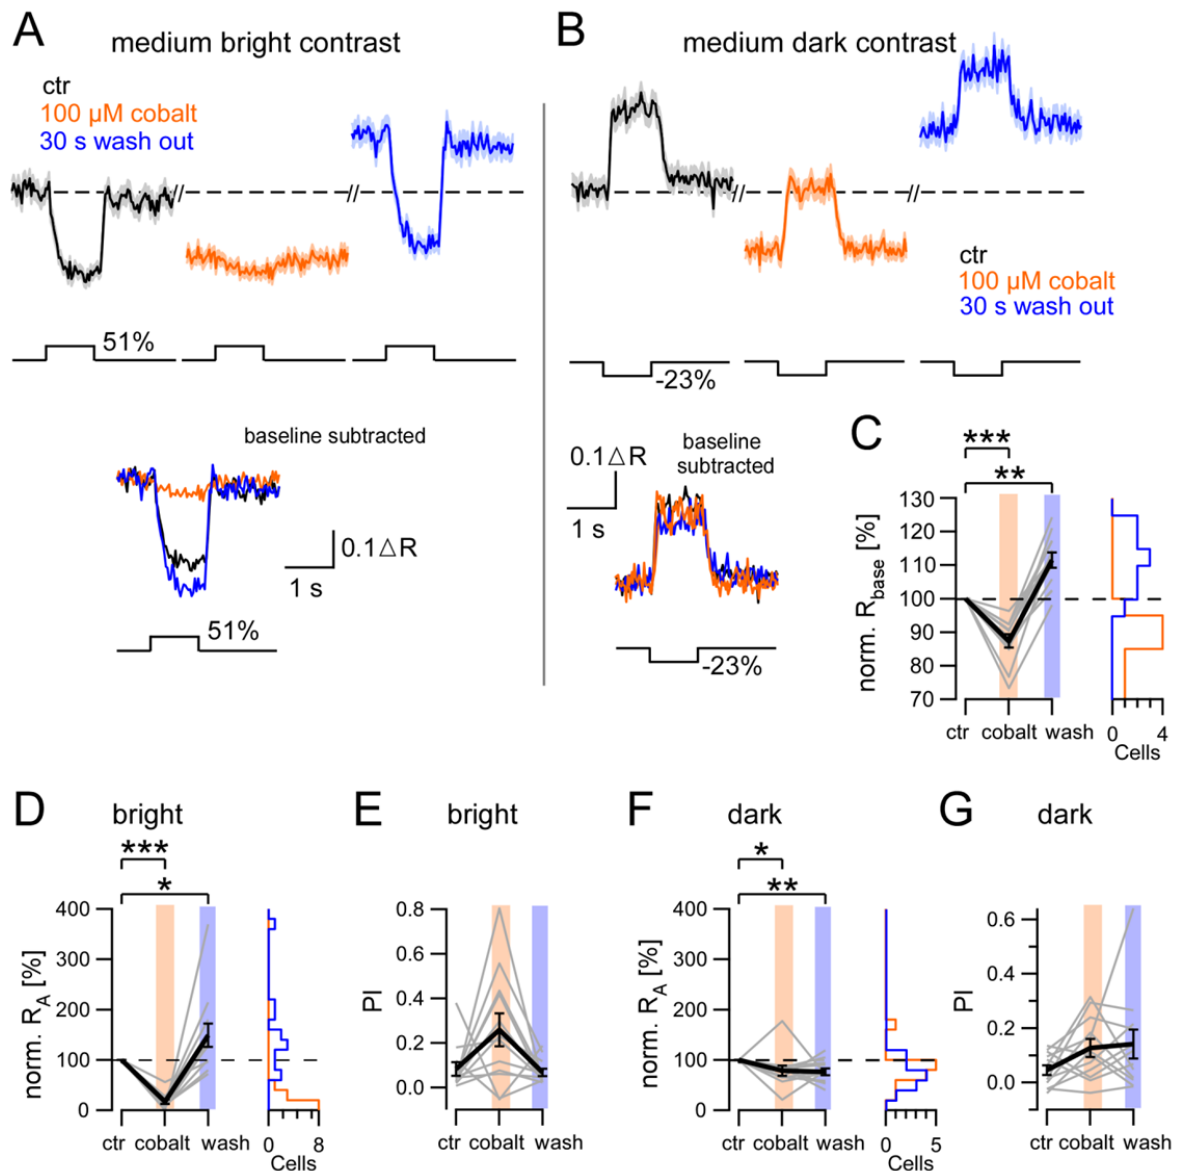 A
medium bright contrast
ctr
100 µM cobalt
30 s wash out
//
//
51%
baseline subtracted
0.1△R
1 s
51%
B
medium dark contrast
//
//
ctr
100 µM cobalt
30 s wash out
-23%
0.1△R
1 s
baseline
subtracted
-23%
C
***
**
norm. Rbase [%]
130
120
110
100
90
80
70
ctr cobalt wash
0 4
Cells
D
bright
***
*
norm. RA [%]
400
300
200
100
0
ctr cobalt wash
0 8
Cells
E
bright
PI
0.8
0.6
0.4
0.2
0.0
ctr cobalt wash
F
dark
*
**
norm. RA [%]
400
300
200
100
0
ctr cobalt wash
0 5
Cells
G
dark
PI
0.6
0.4
0.2
0.0
ctr cobalt wash